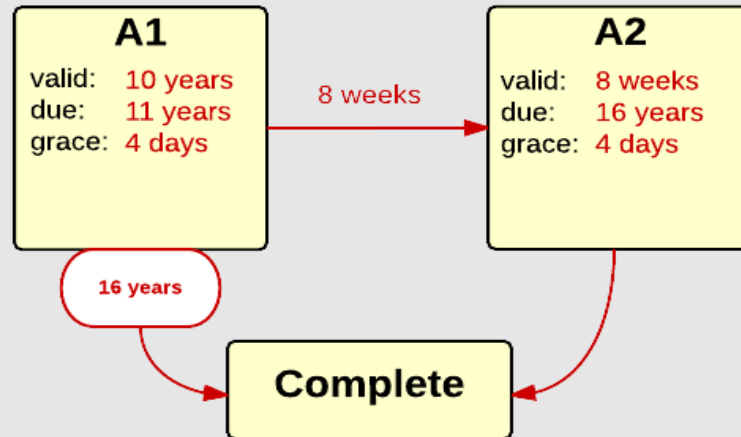 A1
valid: 10 years
due: 11 years
grace: 4 days
8 weeks
A2
valid: 8 weeks
due: 16 years
grace: 4 days
16 years
Complete